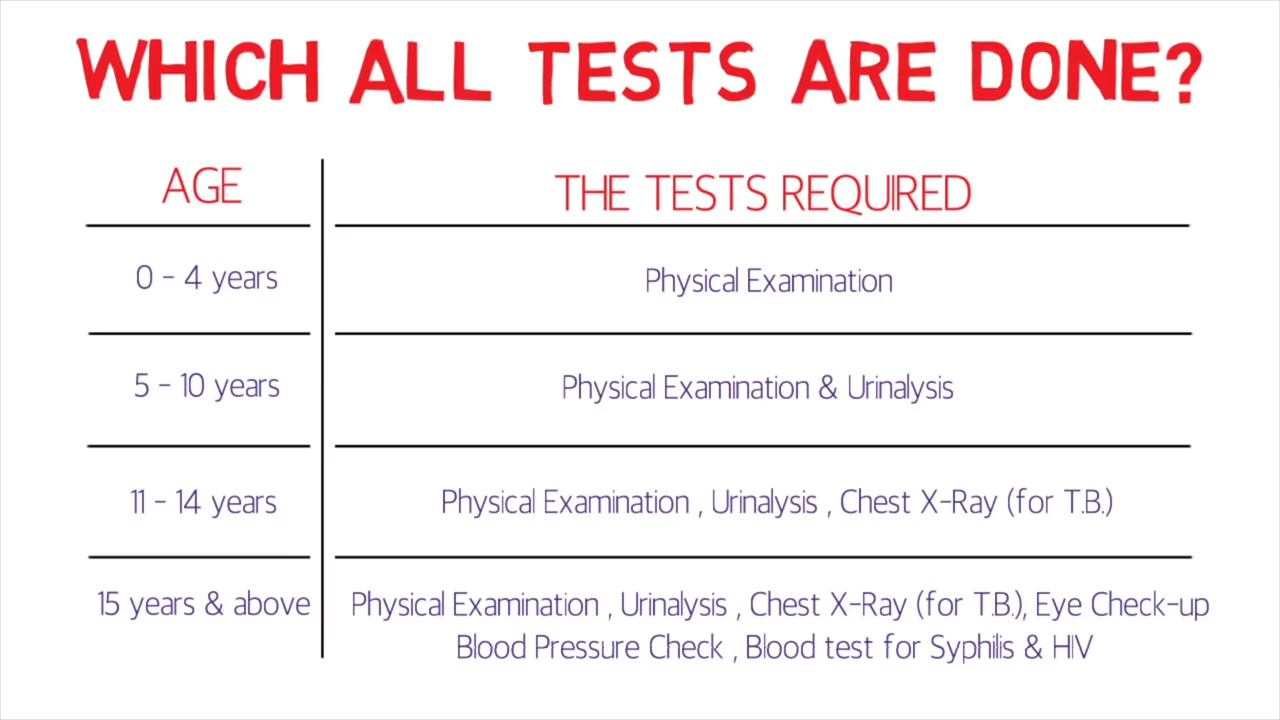 WHICH ALL TESTS ARE DONE?
AGE
THE TESTS REQUIRED
0 - 4 years
Physical Examination
5 - 10 years
Physical Examination & Urinalysis
11 - 14 years
Physical Examination , Urinalysis , Chest X-Ray (for T.B.)
15 years & above
Physical Examination , Urinalysis , Chest X-Ray (for T.B.), Eye Check-up
Blood Pressure Check , Blood test for Syphilis & HIV